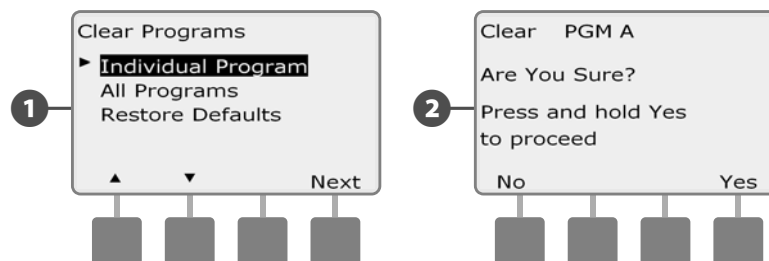 1
Clear Programs
► Individual Program
All Programs
Restore Defaults
▲ ▼ Next
2
Clear PGM A
Are You Sure?
Press and hold Yes
to proceed
No Yes